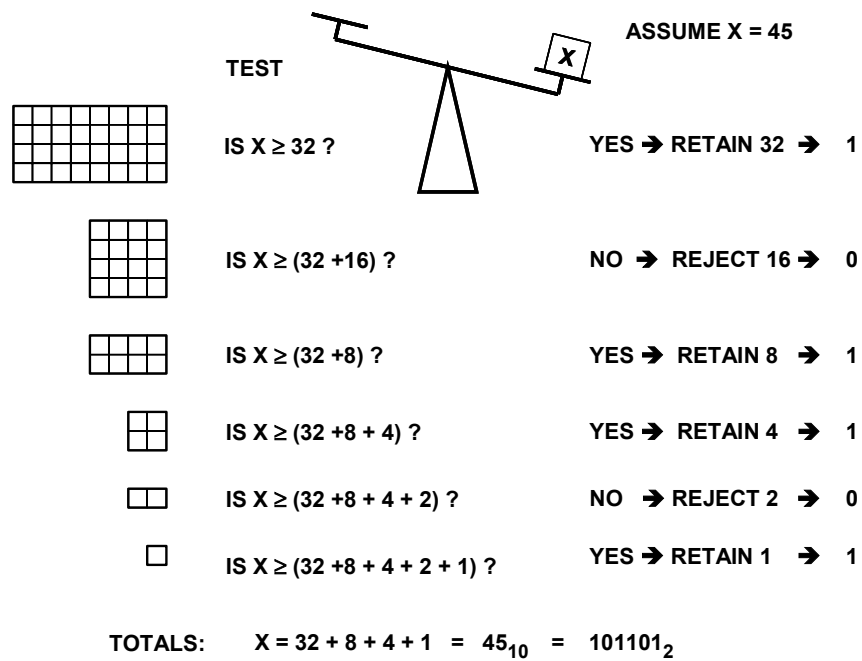 ASSUME X = 45
X
TEST
IS X ≥ 32 ? YES ➔ RETAIN 32 ➔ 1
IS X ≥ (32 +16) ? NO ➔ REJECT 16 ➔ 0
IS X ≥ (32 +8) ? YES ➔ RETAIN 8 ➔ 1
IS X ≥ (32 +8 + 4) ? YES ➔ RETAIN 4 ➔ 1
IS X ≥ (32 +8 + 4 + 2) ? NO ➔ REJECT 2 ➔ 0
IS X ≥ (32 +8 + 4 + 2 + 1) ? YES ➔ RETAIN 1 ➔ 1
TOTALS: X = 32 + 8 + 4 + 1 = 45₁₀ = 101101₂